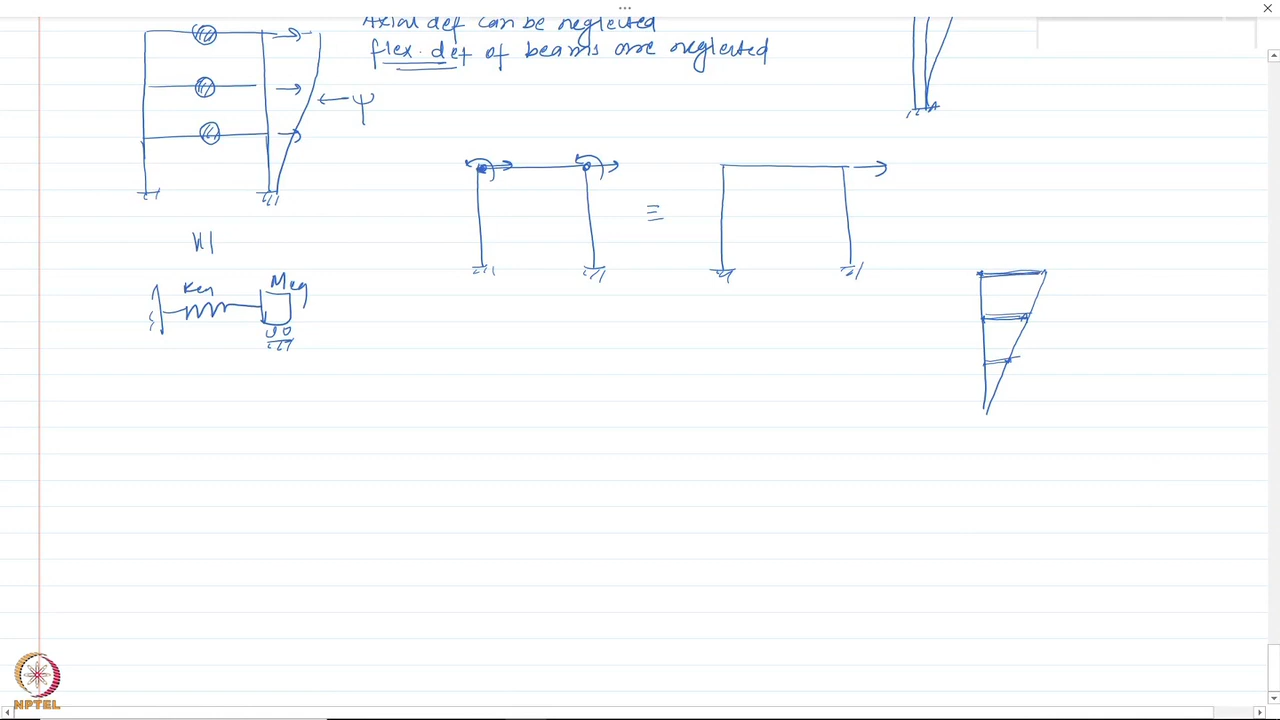 Axial def can be neglected
flex. def of beams are neglected
ψ
Keq
Meq
NPTEL